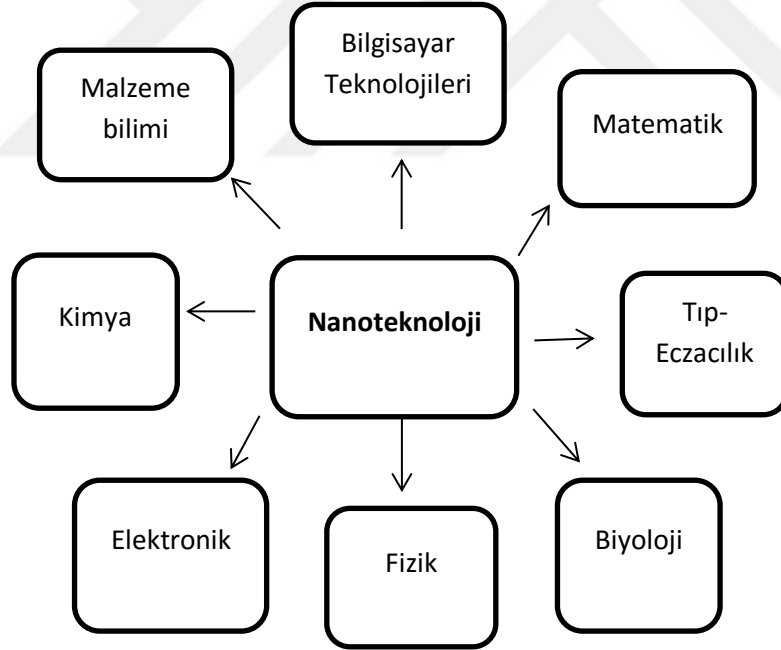 Bilgisayar
Teknolojileri
Malzeme
bilimi
Matematik
Kimya
Nanoteknoloji
Tıp-
Eczacılık
Elektronik
Fizik
Biyoloji